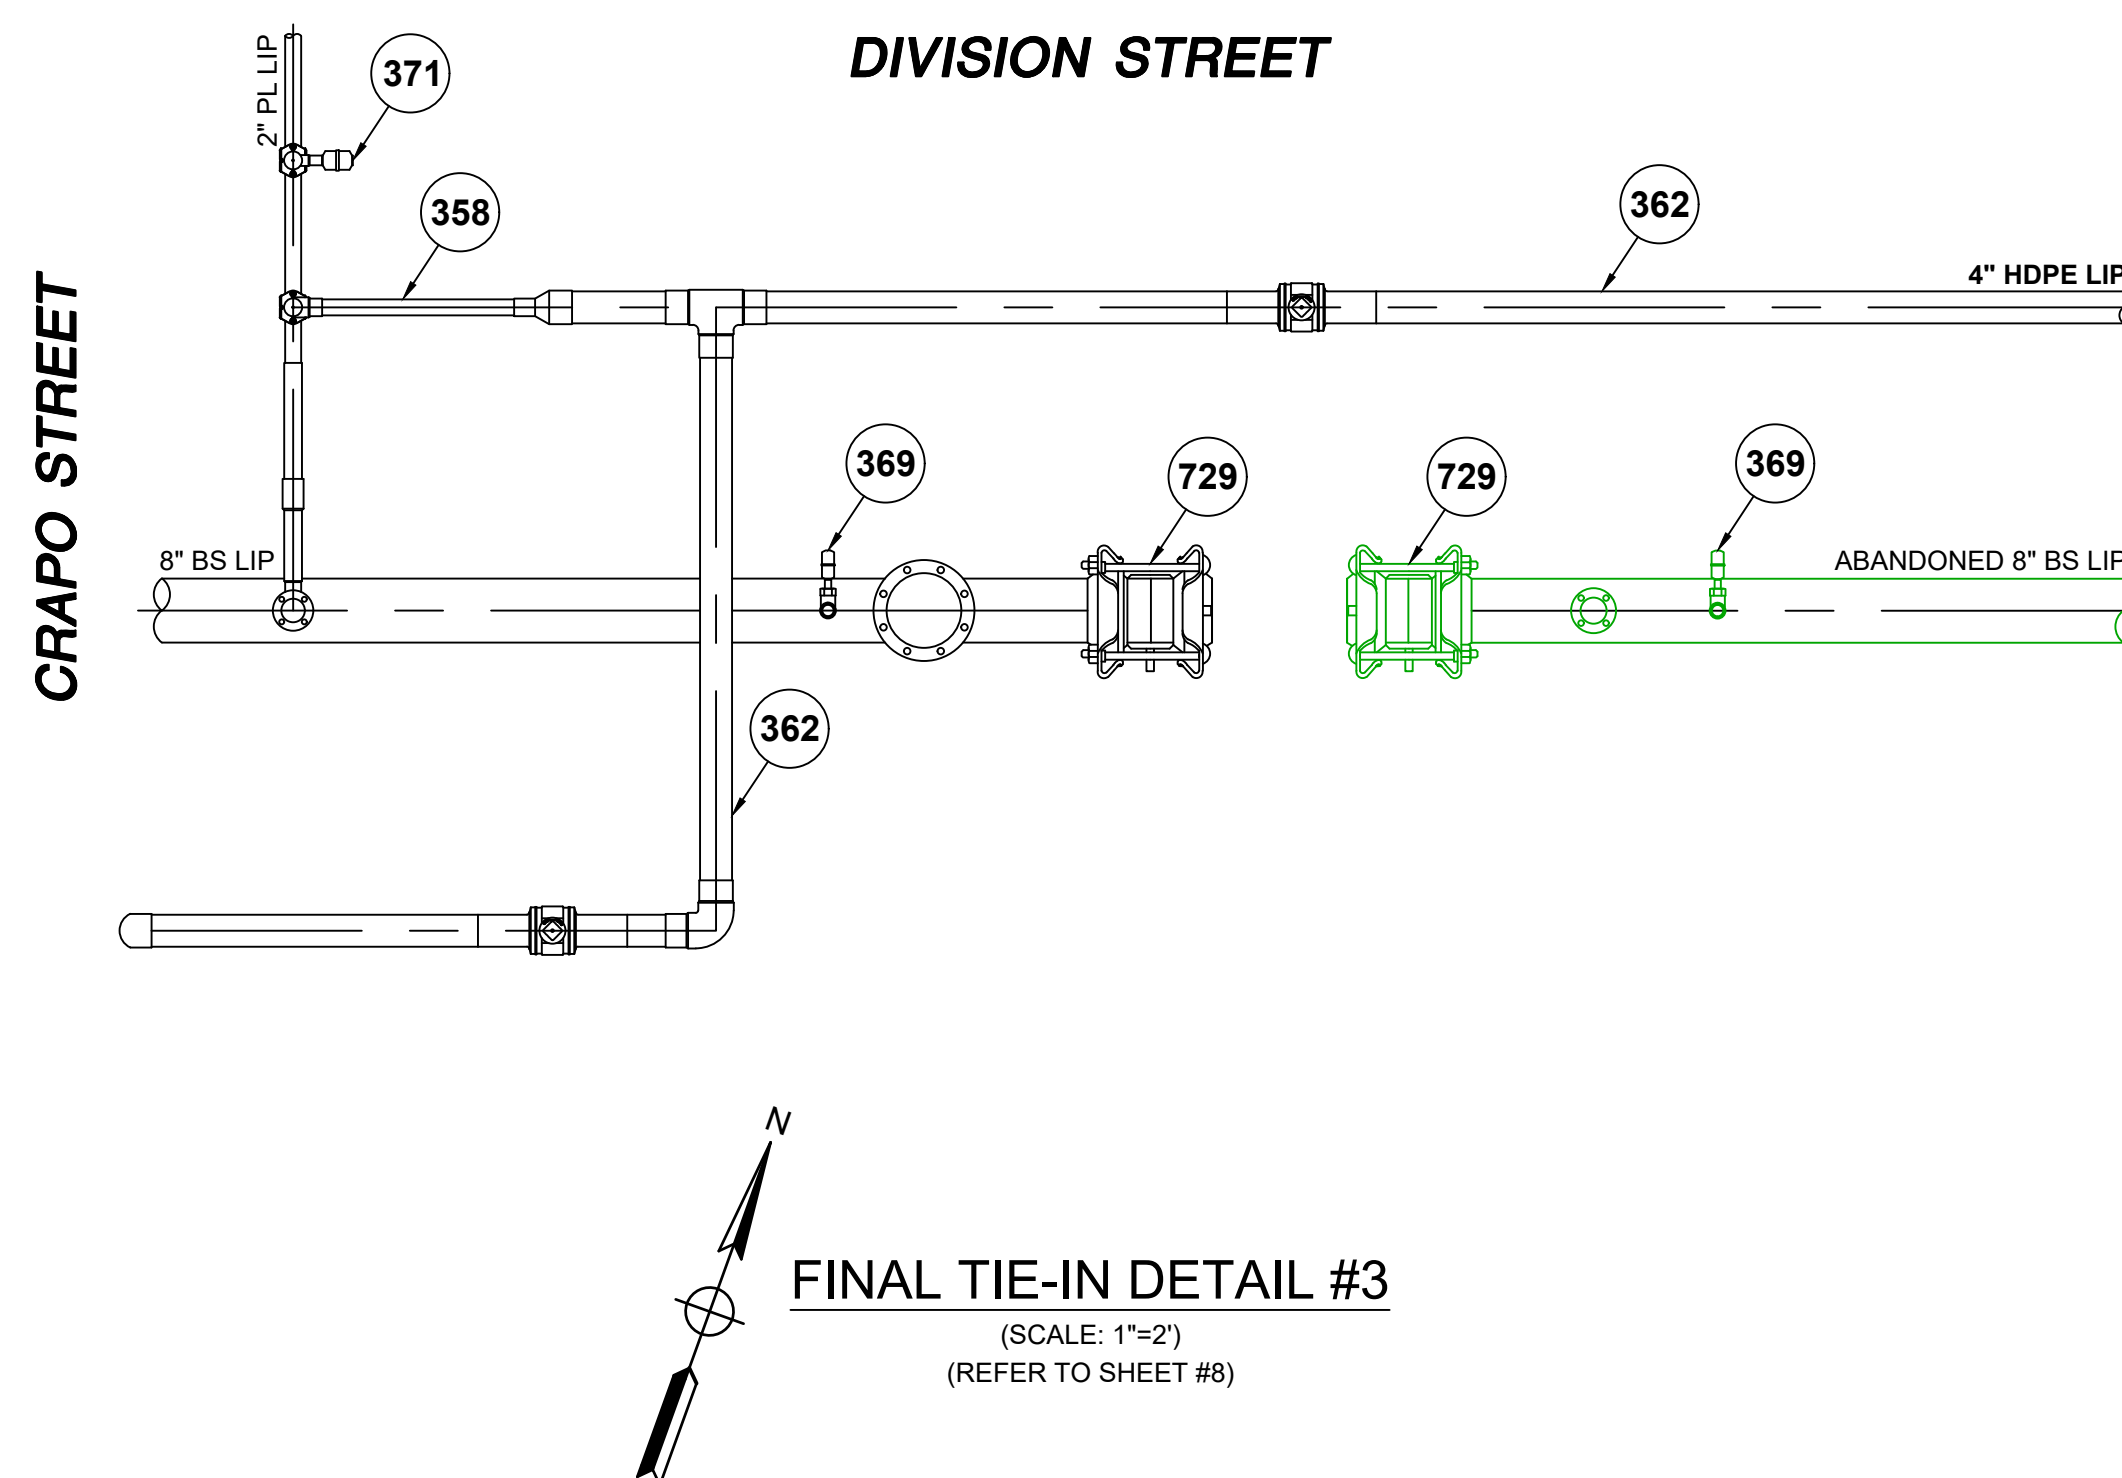 DIVISION STREET
2" PL LIP
371
358
362
4" HDPE LIP
CRAPO STREET
369
729
729
369
8" BS LIP
ABANDONED 8" BS LIP
362
N
FINAL TIE-IN DETAIL #3
(SCALE: 1"=2')
(REFER TO SHEET #8)